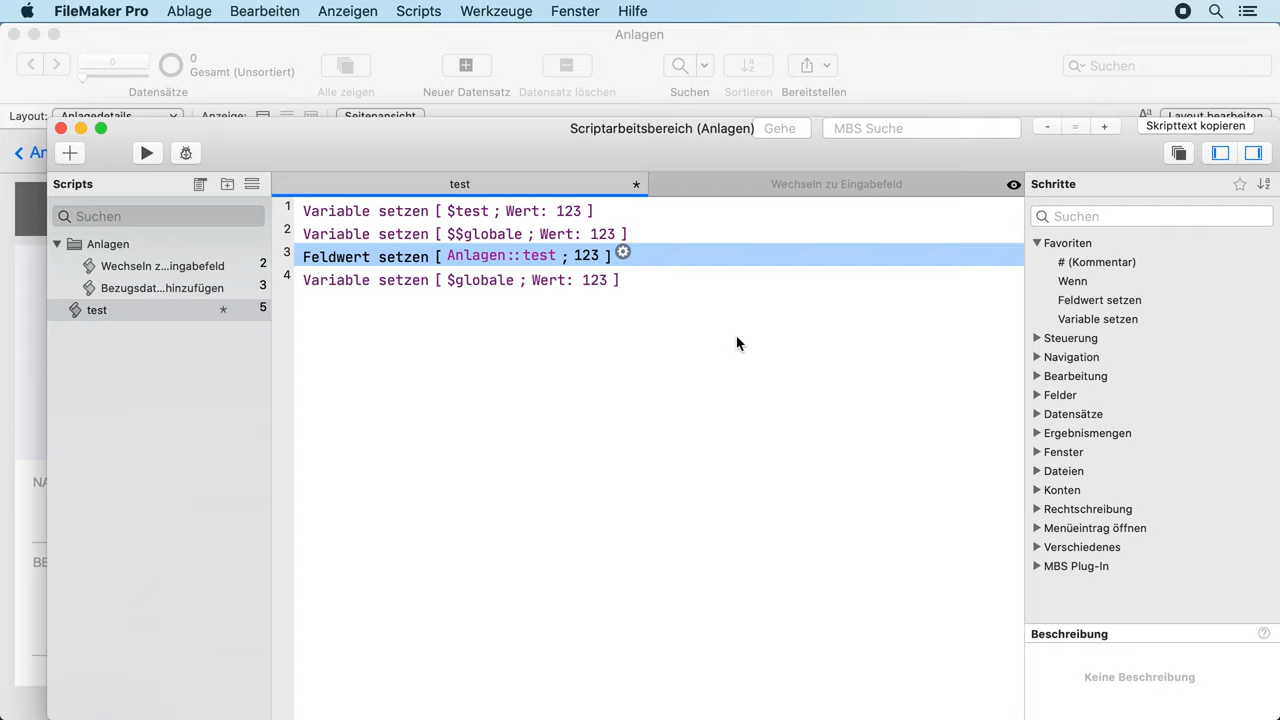 FileMaker Pro Ablage Bearbeiten Anzeigen Scripts Werkzeuge Fenster Hilfe
Anlagen
0 0
Gesamt (Unsortiert)
Suchen
Datensätze Alle zeigen Neuer Datensatz Datensatz löschen Suchen Sortieren Bereitstellen
Layout: Anlagedetails Anzeige: Seitenansicht Aa Layout bearbeiten
Scriptarbeitsbereich (Anlagen) Gehe MBS Suche - = + Skripttext kopieren
An
Scripts test * Wechseln zu Eingabefeld Schritte
Suchen
Anlagen
Wechseln z...ingabefeld 2
Bezugsdat...hinzufügen 3
test * 5
1 Variable setzen [ $test ; Wert: 123 ]
2 Variable setzen [ $$globale ; Wert: 123 ]
3 Feldwert setzen [ Anlagen::test ; 123 ]
4 Variable setzen [ $globale ; Wert: 123 ]
NA
BE
Suchen
Favoriten
# (Kommentar)
Wenn
Feldwert setzen
Variable setzen
Steuerung
Navigation
Bearbeitung
Felder
Datensätze
Ergebnismengen
Fenster
Dateien
Konten
Rechtschreibung
Menüeintrag öffnen
Verschiedenes
MBS Plug-In
Beschreibung ?
Keine Beschreibung